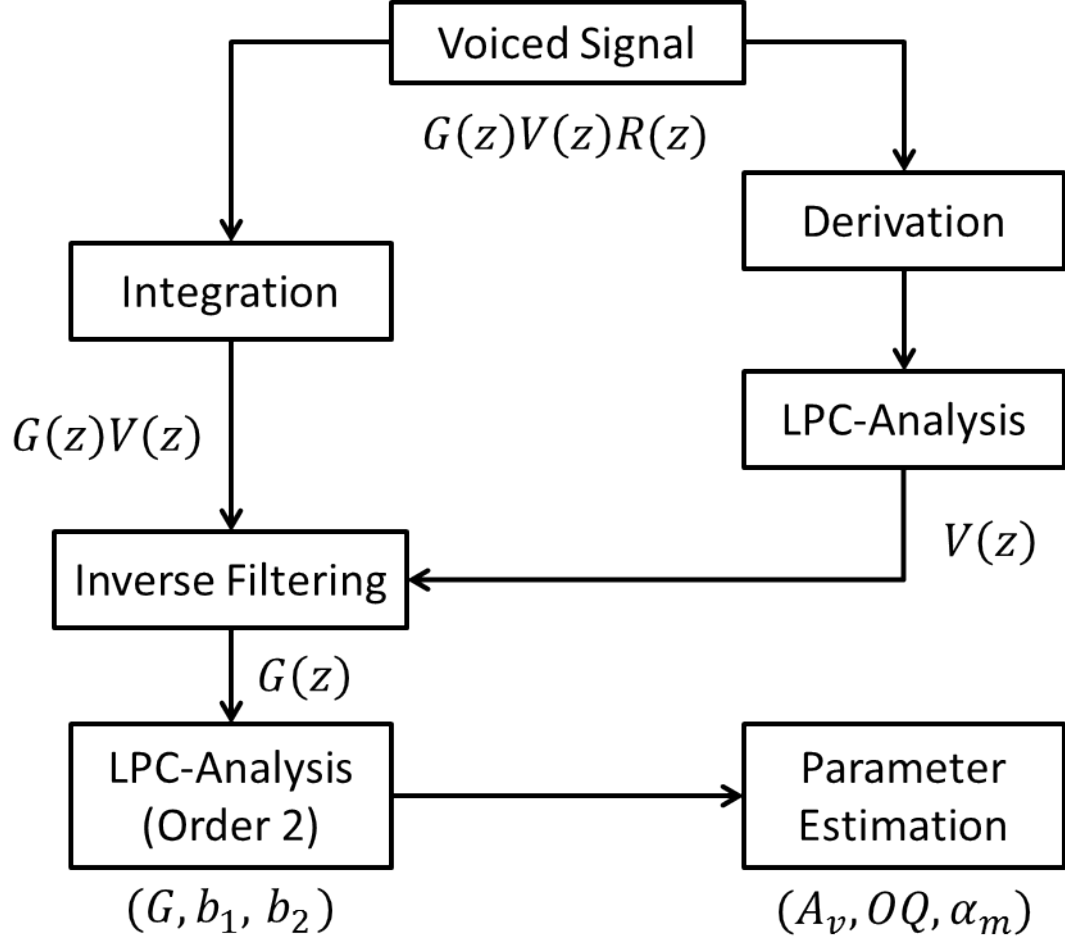 Voiced Signal
G(z)V(z)R(z)
Derivation
Integration
LPC-Analysis
G(z)V(z)
V(z)
Inverse Filtering
G(z)
LPC-Analysis
(Order 2)
Parameter
Estimation
(G, b₁, b₂)
(Aᵥ, OQ, αₘ)